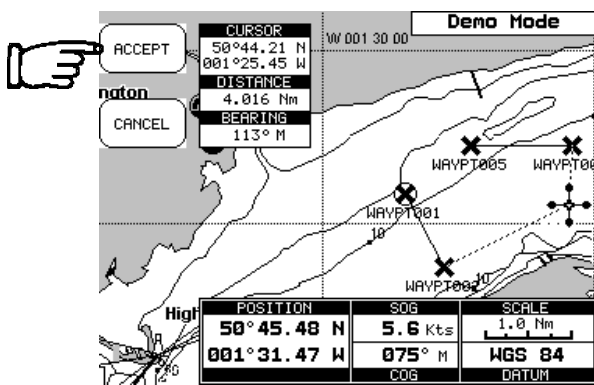 Demo Mode
ACCEPT
CURSOR
50°44.21 N
001°25.45 W
W 001 30 00
DISTANCE
4.016 Nm
BEARING
113° M
ngton
CANCEL
WAYPT005
WAYPT00
WAYPT001
10
WAYPT002
10
High
POSITION
50°45.48 N
001°31.47 W
SOG
5.6 Kts
075° M
COG
SCALE
1.0 Nm
WGS 84
DATUM